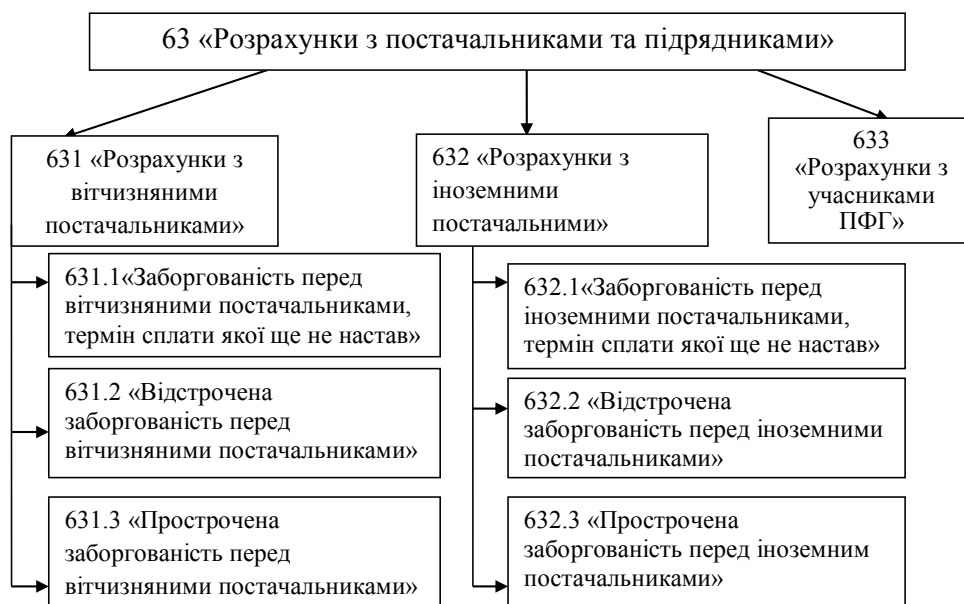 63 «Розрахунки з постачальниками та підрядниками»
631 «Розрахунки з
вітчизняними
постачальниками»
632 «Розрахунки з
іноземними
постачальними»
633
«Розрахунки з
учасниками
ПФГ»
631.1«Заборгованість перед
вітчизняними постачальниками,
термін сплати якої ще не настав»
632.1«Заборгованість перед
іноземними постачальниками,
термін сплати якої ще не настав»
631.2 «Відстрочена
заборгованість перед
вітчизняними постачальниками»
632.2 «Відстрочена
заборгованість перед іноземними
постачальниками»
631.3 «Прострочена
заборгованість перед
вітчизняними постачальниками»
632.3 «Прострочена
заборгованість перед іноземним
постачальниками»